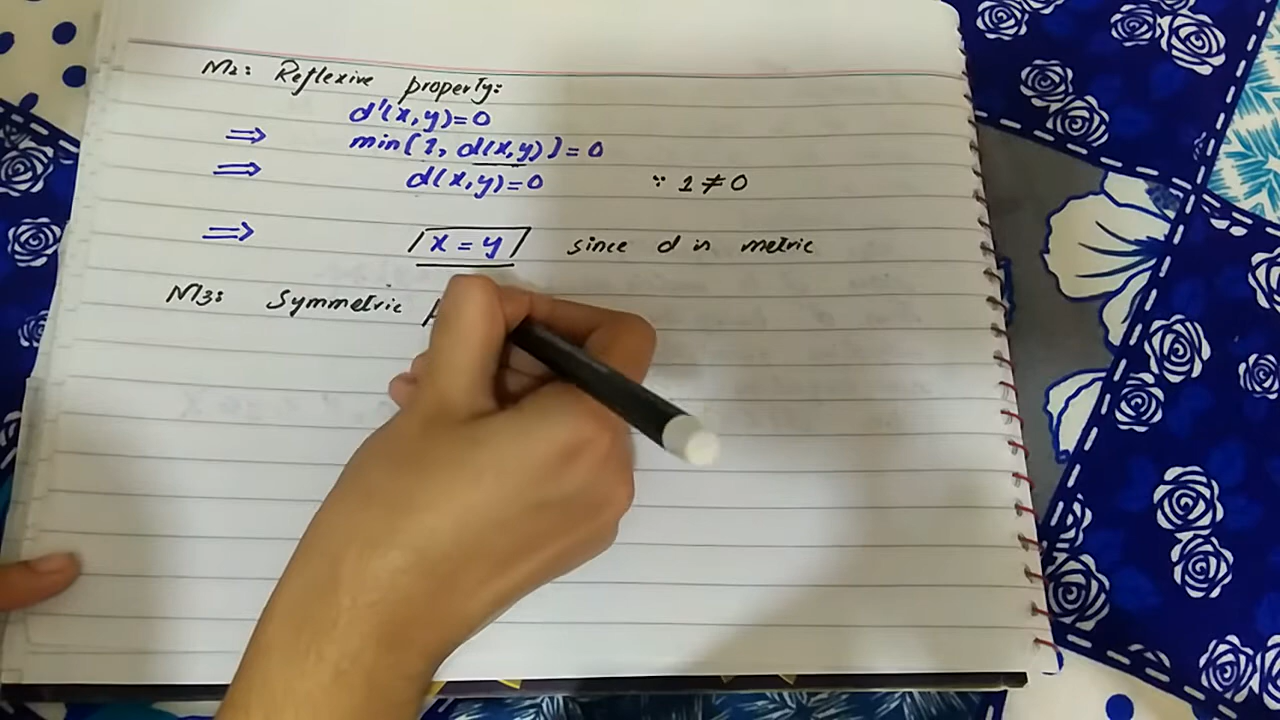 M2: Reflexive property:
d'(x,y)=0
⇒ min[1, d(x,y)]=0
⇒ d(x,y)=0 ∵ 1≠0
⇒ x = y since d is metric
M3: Symmetric